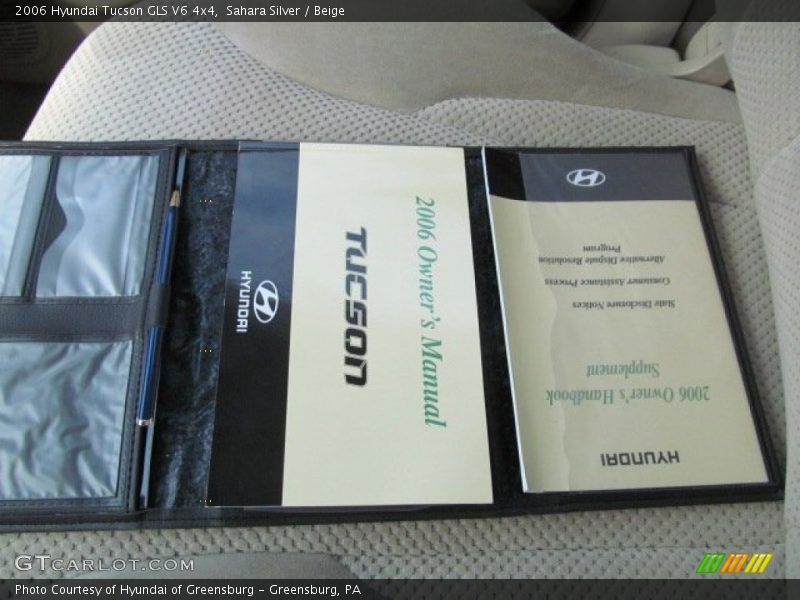 2006 Hyundai Tucson GLS V6 4x4, Sahara Silver / Beige
2006 Owner's Manual
TUCSON
HYUNDAI
HYUNDAI
2006 Owner's Handbook
Supplement
State Disclosure Notices
Consumer Assistance Process
Alternative Dispute Resolution
Program
GTCARLOT.COM
Photo Courtesy of Hyundai of Greensburg - Greensburg, PA